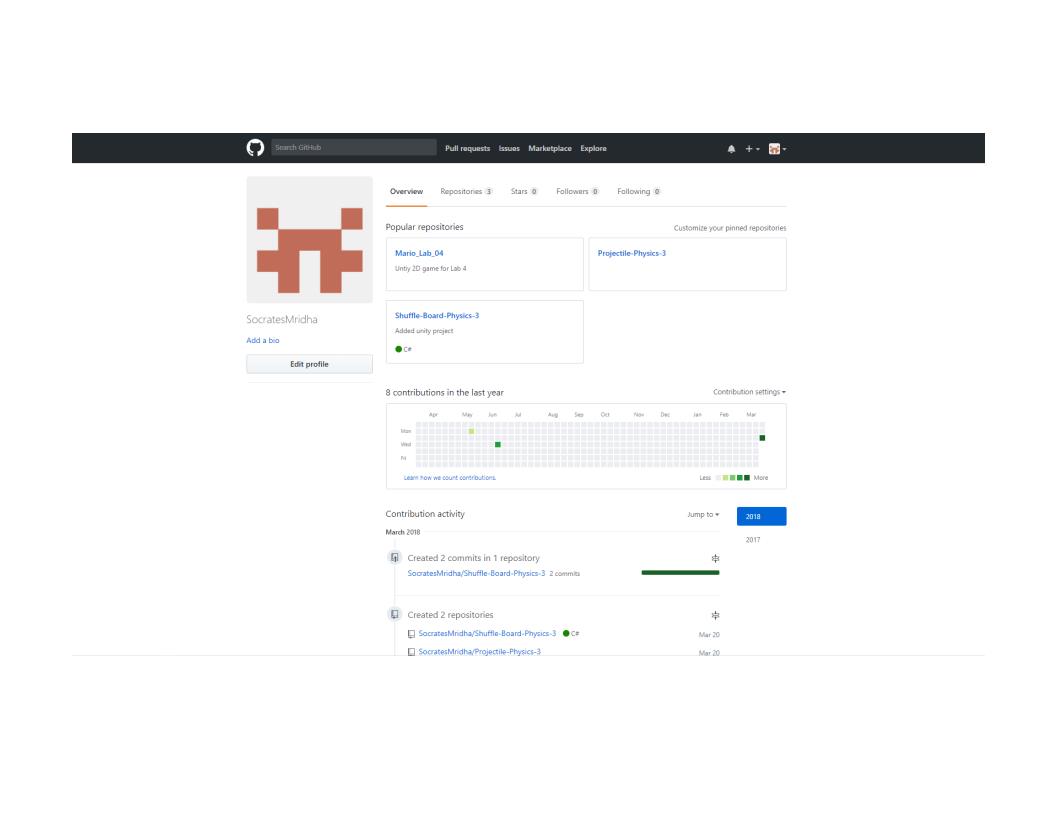 Search GitHub Pull requests Issues Marketplace Explore
Overview Repositories 3 Stars 0 Followers 0 Following 0
Popular repositories Customize your pinned repositories
Mario_Lab_04
Untiy 2D game for Lab 4
Projectile-Physics-3
Shuffle-Board-Physics-3
Added unity project
C#
SocratesMridha
Add a bio
Edit profile
8 contributions in the last year Contribution settings
Apr May Jun Jul Aug Sep Oct Nov Dec Jan Feb Mar
Mon
Wed
Fri
Learn how we count contributions. Less More
Contribution activity Jump to 2018
2017
March 2018
Created 2 commits in 1 repository
SocratesMridha/Shuffle-Board-Physics-3 2 commits
Created 2 repositories
SocratesMridha/Shuffle-Board-Physics-3 C# Mar 20
SocratesMridha/Projectile-Physics-3 Mar 20